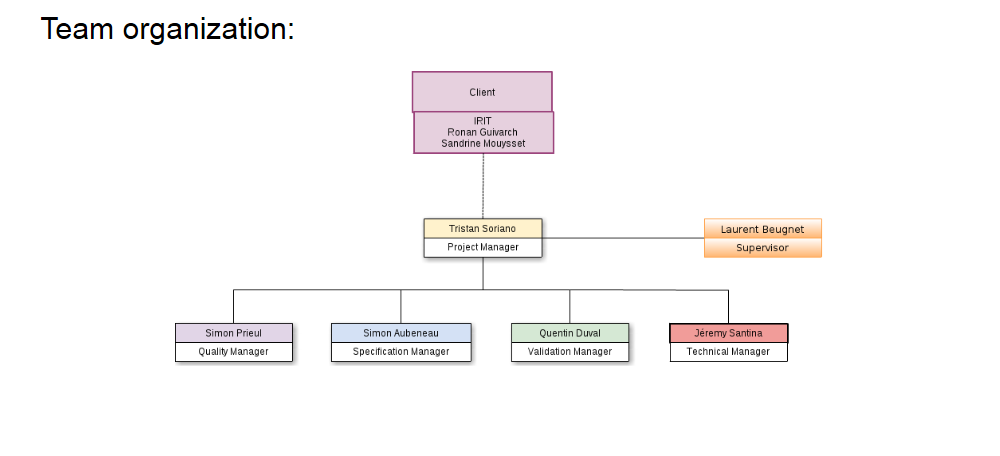 Team organization:
Client
IRIT
Ronan Guivarch
Sandrine Mouysset
Tristan Soriano
Project Manager
Laurent Beugnet
Supervisor
Simon Prieul
Quality Manager
Simon Aubeneau
Specification Manager
Quentin Duval
Validation Manager
Jéremy Santina
Technical Manager